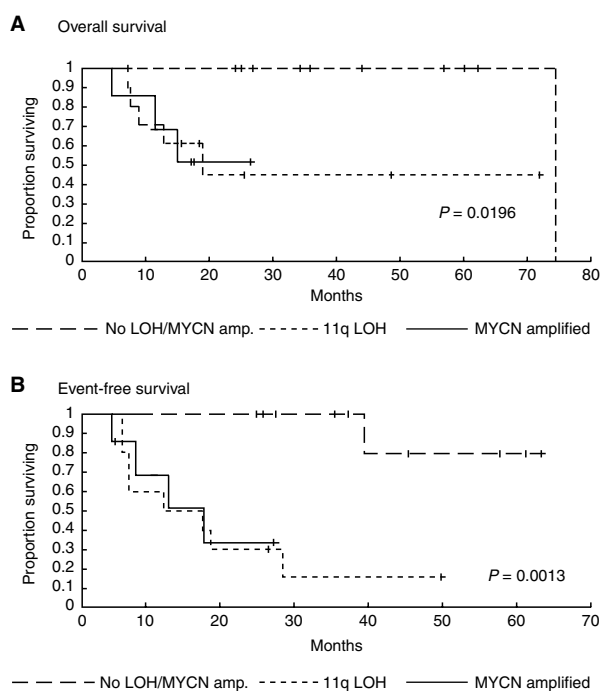 A Overall survival
Proportion surviving
1
0.9
0.8
0.7
0.6
0.5
0.4
0.3
0.2
0.1
0
P = 0.0196
0 10 20 30 40 50 60 70 80
Months
No LOH/MYCN amp. 11q LOH MYCN amplified
B Event-free survival
Proportion surviving
1
0.9
0.8
0.7
0.6
0.5
0.4
0.3
0.2
0.1
0
P = 0.0013
0 10 20 30 40 50 60 70
Months
No LOH/MYCN amp. 11q LOH MYCN amplified